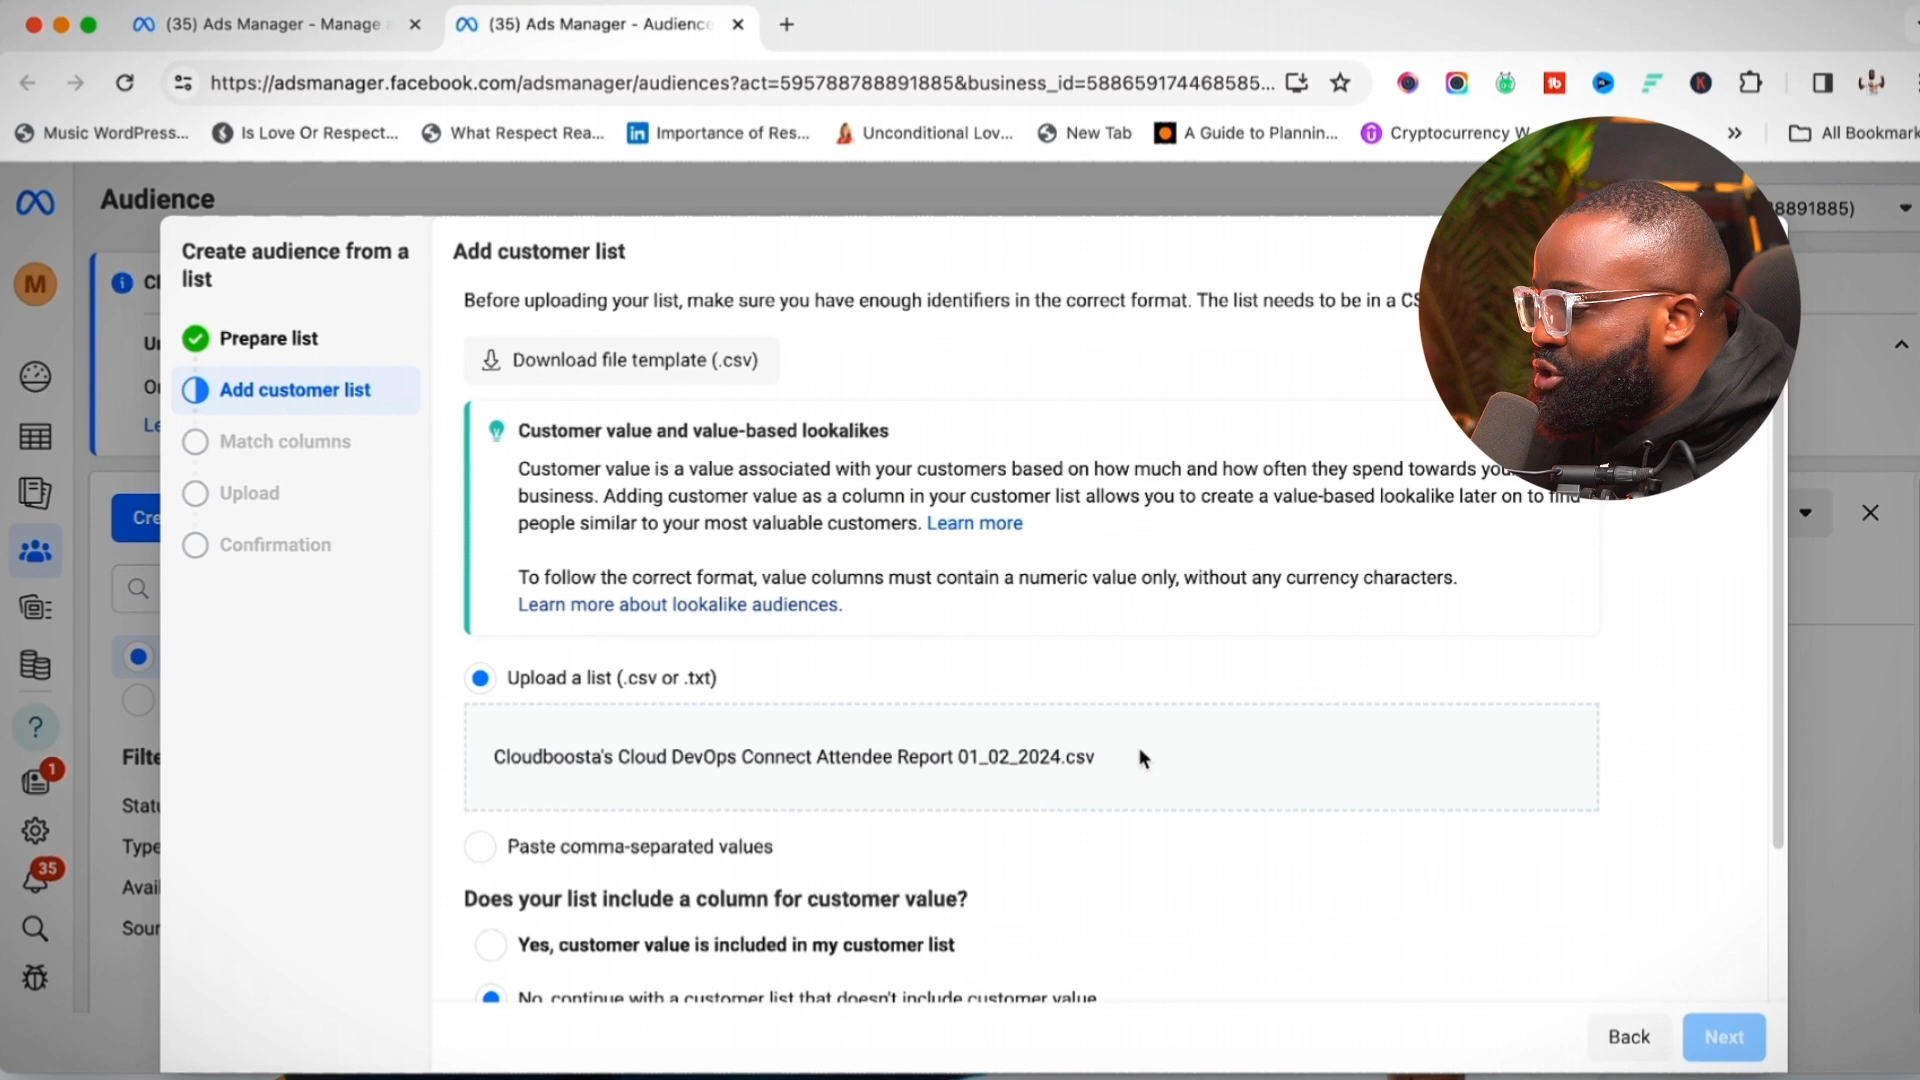 (35) Ads Manager - Manage
(35) Ads Manager - Audience
https://adsmanager.facebook.com/adsmanager/audiences?act=595788788891885&business_id=588659174468585...
Music WordPress...
Is Love Or Respect...
What Respect Rea...
Importance of Res...
Unconditional Lov...
New Tab
A Guide to Plannin...
Cryptocurrency W
All Bookmark
Audience
8891885)
M
Create audience from a
list
Prepare list
Add customer list
Match columns
Upload
Confirmation
Cre
Filte
Statu
Type
Avail
Sour
1
35
Add customer list
Before uploading your list, make sure you have enough identifiers in the correct format. The list needs to be in a CS
Download file template (.csv)
Customer value and value-based lookalikes
Customer value is a value associated with your customers based on how much and how often they spend towards you
business. Adding customer value as a column in your customer list allows you to create a value-based lookalike later on to find
people similar to your most valuable customers. Learn more
To follow the correct format, value columns must contain a numeric value only, without any currency characters.
Learn more about lookalike audiences.
Upload a list (.csv or .txt)
Cloudboosta's Cloud DevOps Connect Attendee Report 01_02_2024.csv
Paste comma-separated values
Does your list include a column for customer value?
Yes, customer value is included in my customer list
No, continue with a customer list that doesn't include customer value
Back
Next